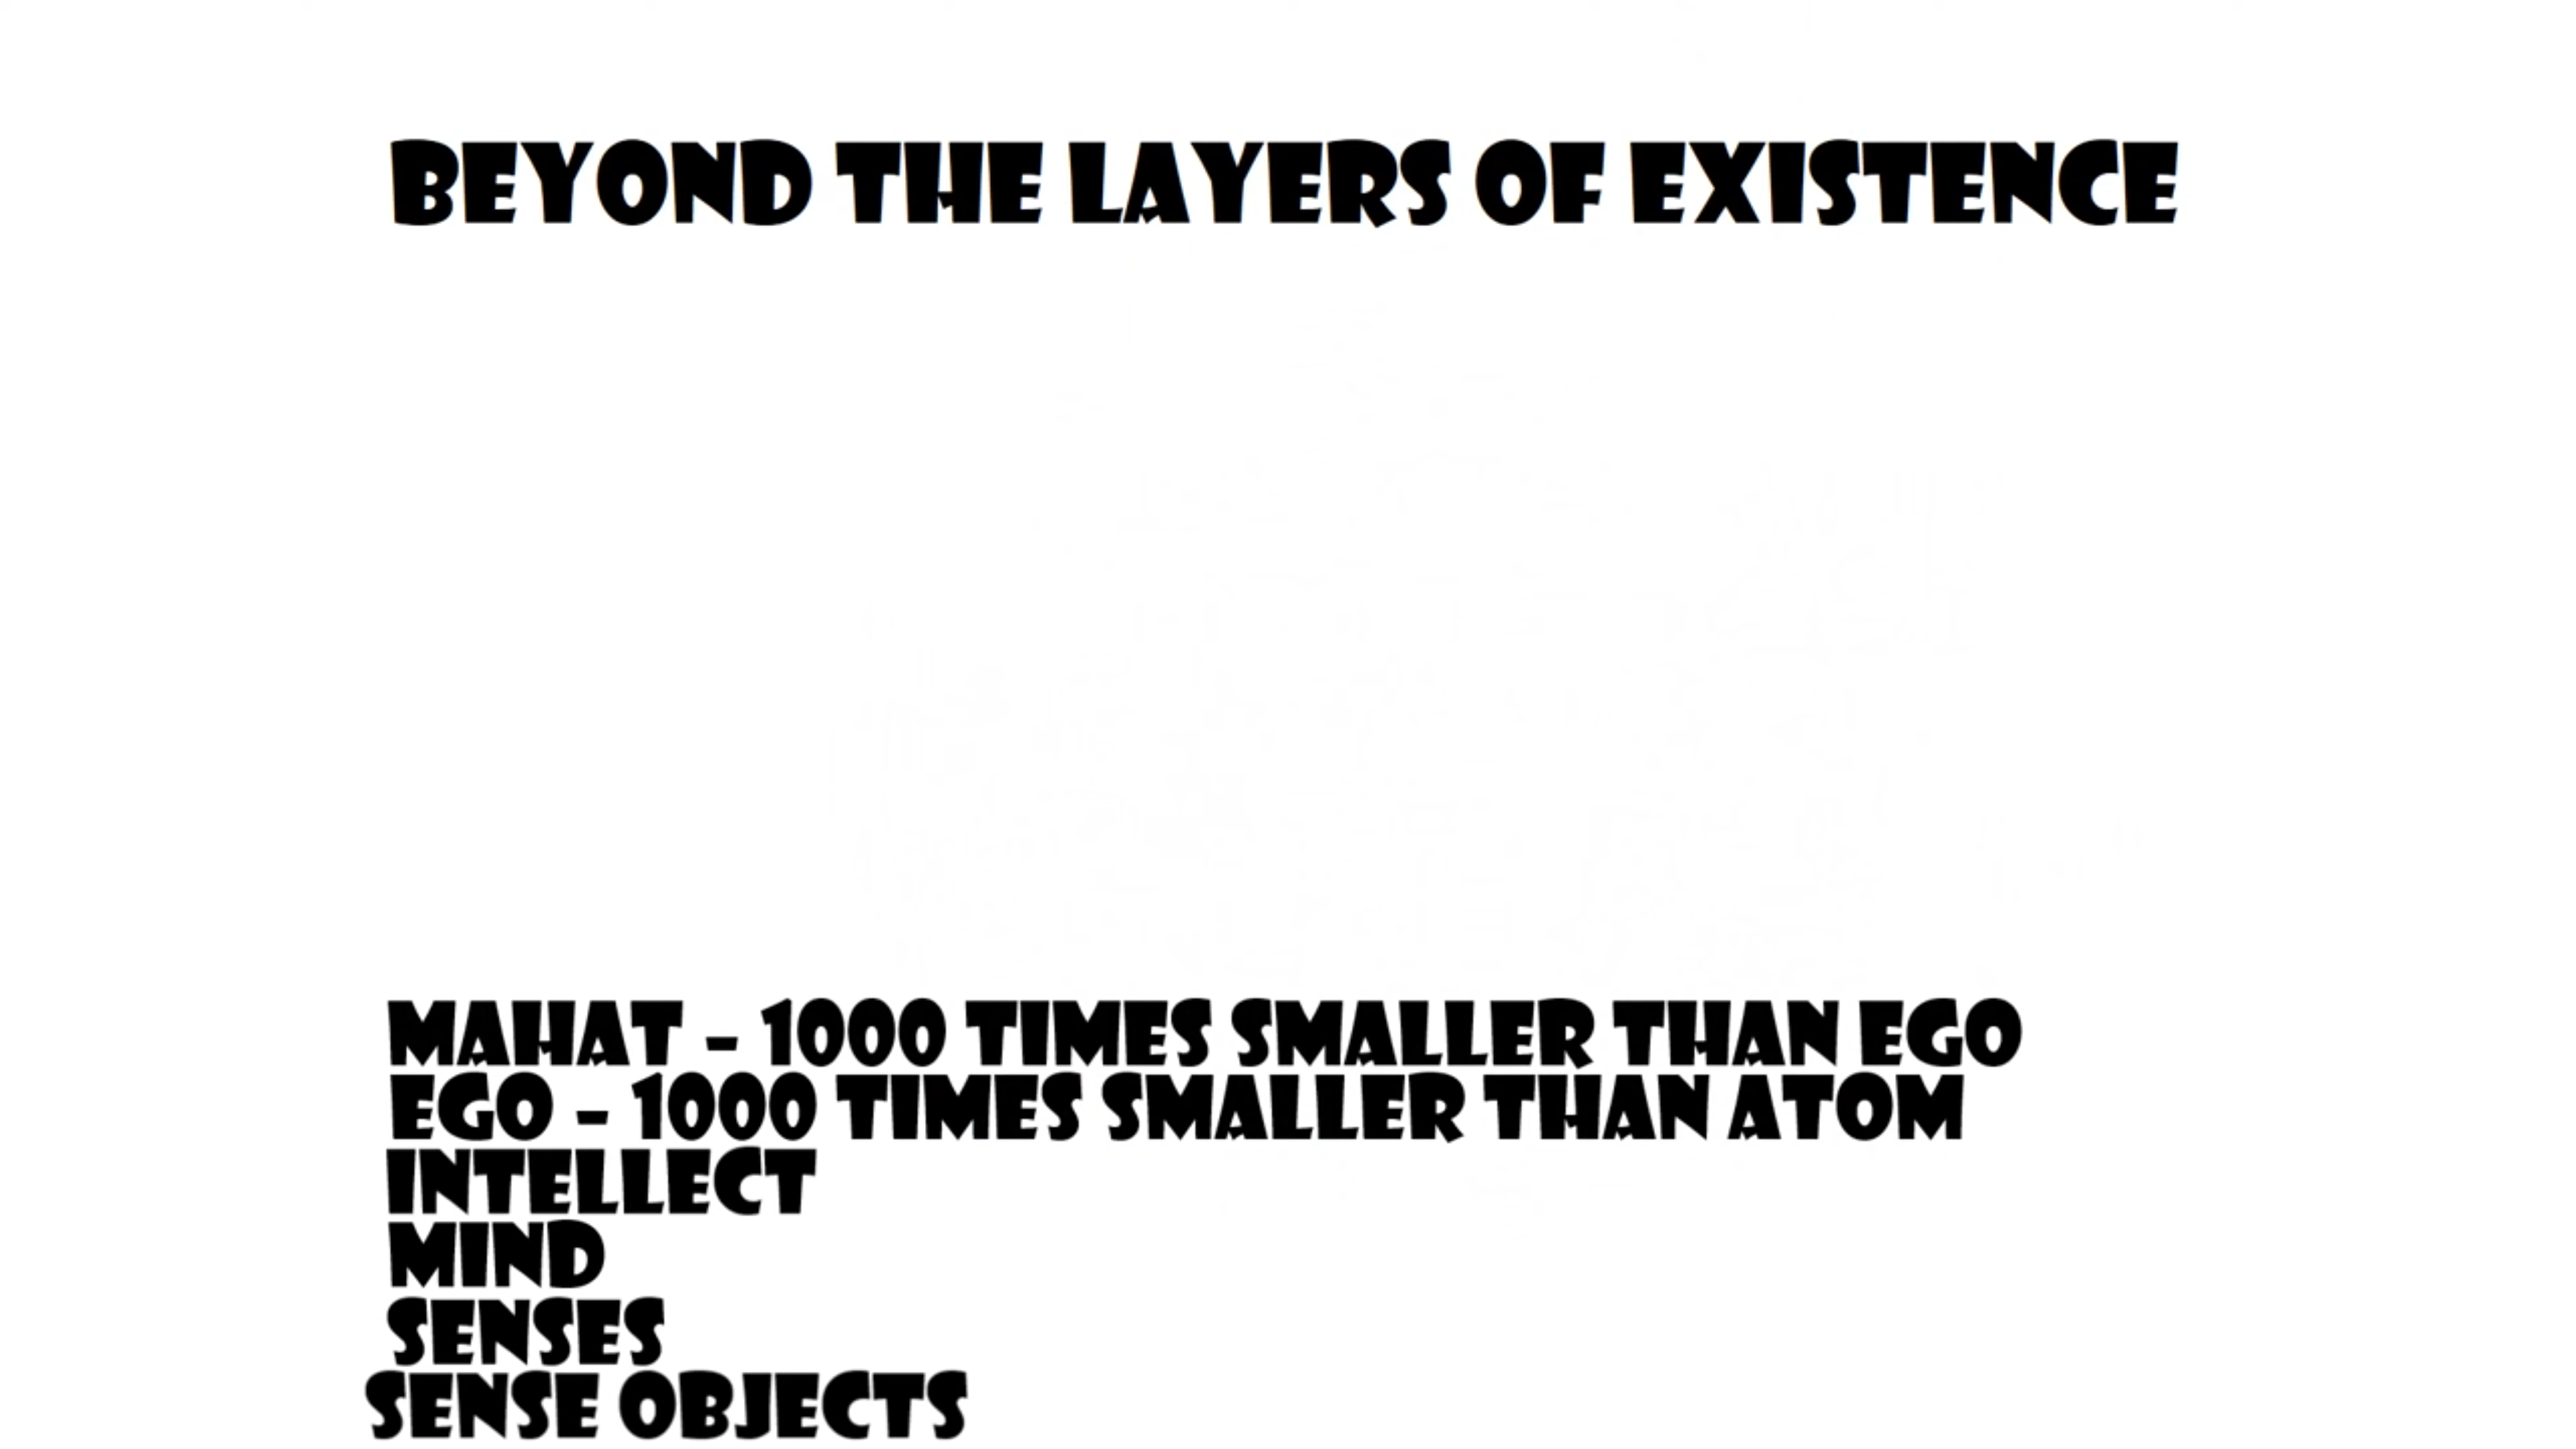 BEYOND THE LAYERS OF EXISTENCE
MAHAT - 1000 TIMES SMALLER THAN EGO
EGO - 1000 TIMES SMALLER THAN ATOM
INTELLECT
MIND
SENSES
SENSE OBJECTS